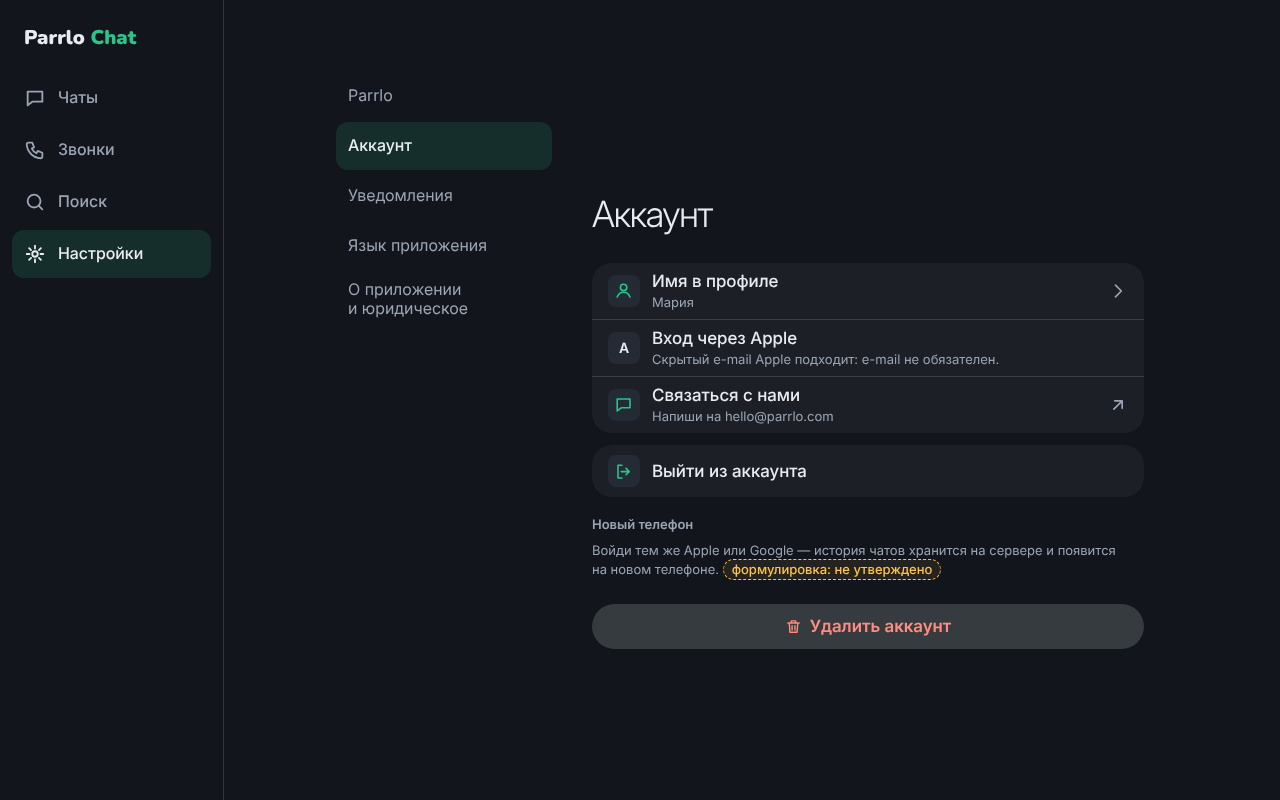 Parrlo Chat
Чаты
Звонки
Поиск
Настройки
Parrlo
Аккаунт
Уведомления
Язык приложения
О приложении
и юридическое
Аккаунт
Имя в профиле
Мария
A
Вход через Apple
Скрытый e-mail Apple подходит: e-mail не обязателен.
Связаться с нами
Напиши на hello@parrlo.com
Выйти из аккаунта
Новый телефон
Войди тем же Apple или Google — история чатов хранится на сервере и появится
на новом телефоне. формулировка: не утверждено
Удалить аккаунт